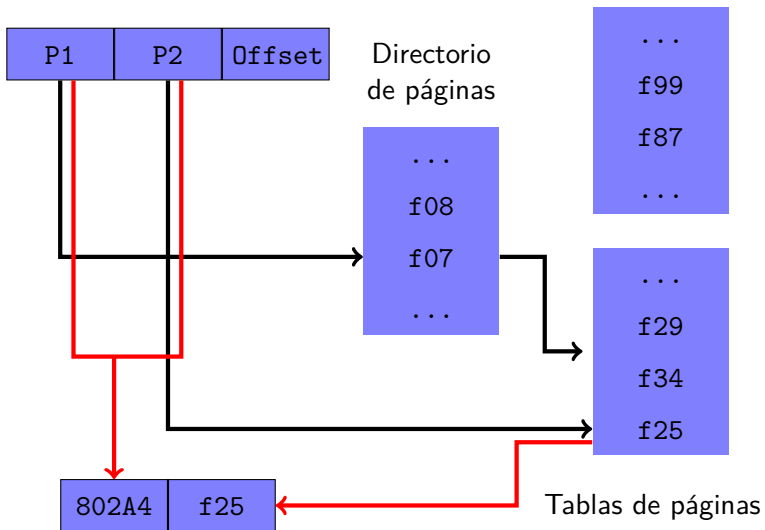 P1 P2 Offset
Directorio
de páginas
...
f08
f07
...
...
f99
f87
...
...
f29
f34
f25
802A4 f25
Tablas de páginas